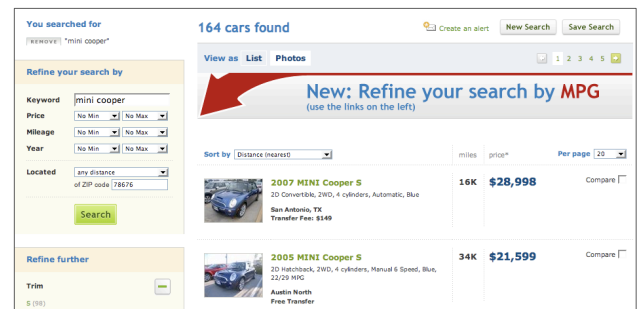 You searched for
REMOVE "mini cooper"
164 cars found
Create an alert
New Search
Save Search
View as List Photos
1 2 3 4 5
Refine your search by
Keyword mini cooper
Price No Min No Max
Mileage No Min No Max
Year No Min No Max
Located any distance
of ZIP code 78676
Search
New: Refine your search by MPG
(use the links on the left)
Sort by Distance (nearest) miles price* Per page 20
2007 MINI Cooper S 16K $28,998 Compare
2D Convertible, 2WD, 4 cylinders, Automatic, Blue
San Antonio, TX
Transfer Fee: $149
2005 MINI Cooper S 34K $21,599 Compare
2D Hatchback, 2WD, 4 cylinders, Manual 6 Speed, Blue,
22/29 MPG
Austin North
Free Transfer
Refine further
Trim
S (98)